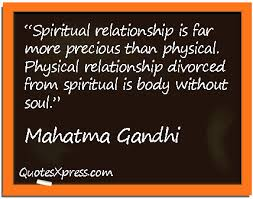 “Spiritual relationship is far
more precious than physical.
Physical relationship divorced
from spiritual is body without
soul.”
Mahatma Gandhi
QuotesXpress.com